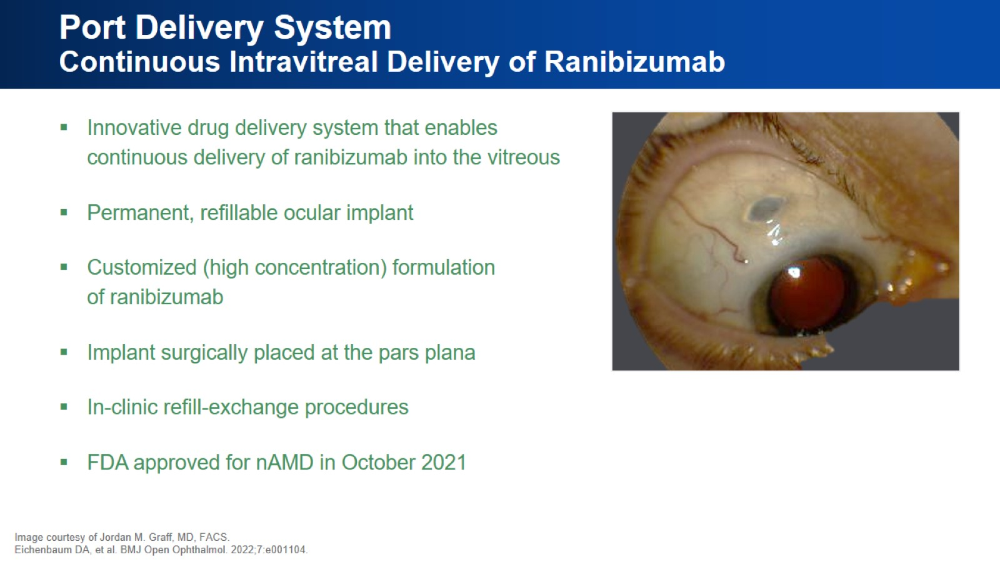 Port Delivery System
Continuous Intravitreal Delivery of Ranibizumab
▪ Innovative drug delivery system that enables
continuous delivery of ranibizumab into the vitreous
▪ Permanent, refillable ocular implant
▪ Customized (high concentration) formulation
of ranibizumab
▪ Implant surgically placed at the pars plana
▪ In-clinic refill-exchange procedures
▪ FDA approved for nAMD in October 2021
Image courtesy of Jordan M. Graff, MD, FACS.
Eichenbaum DA, et al. BMJ Open Ophthalmol. 2022;7:e001104.